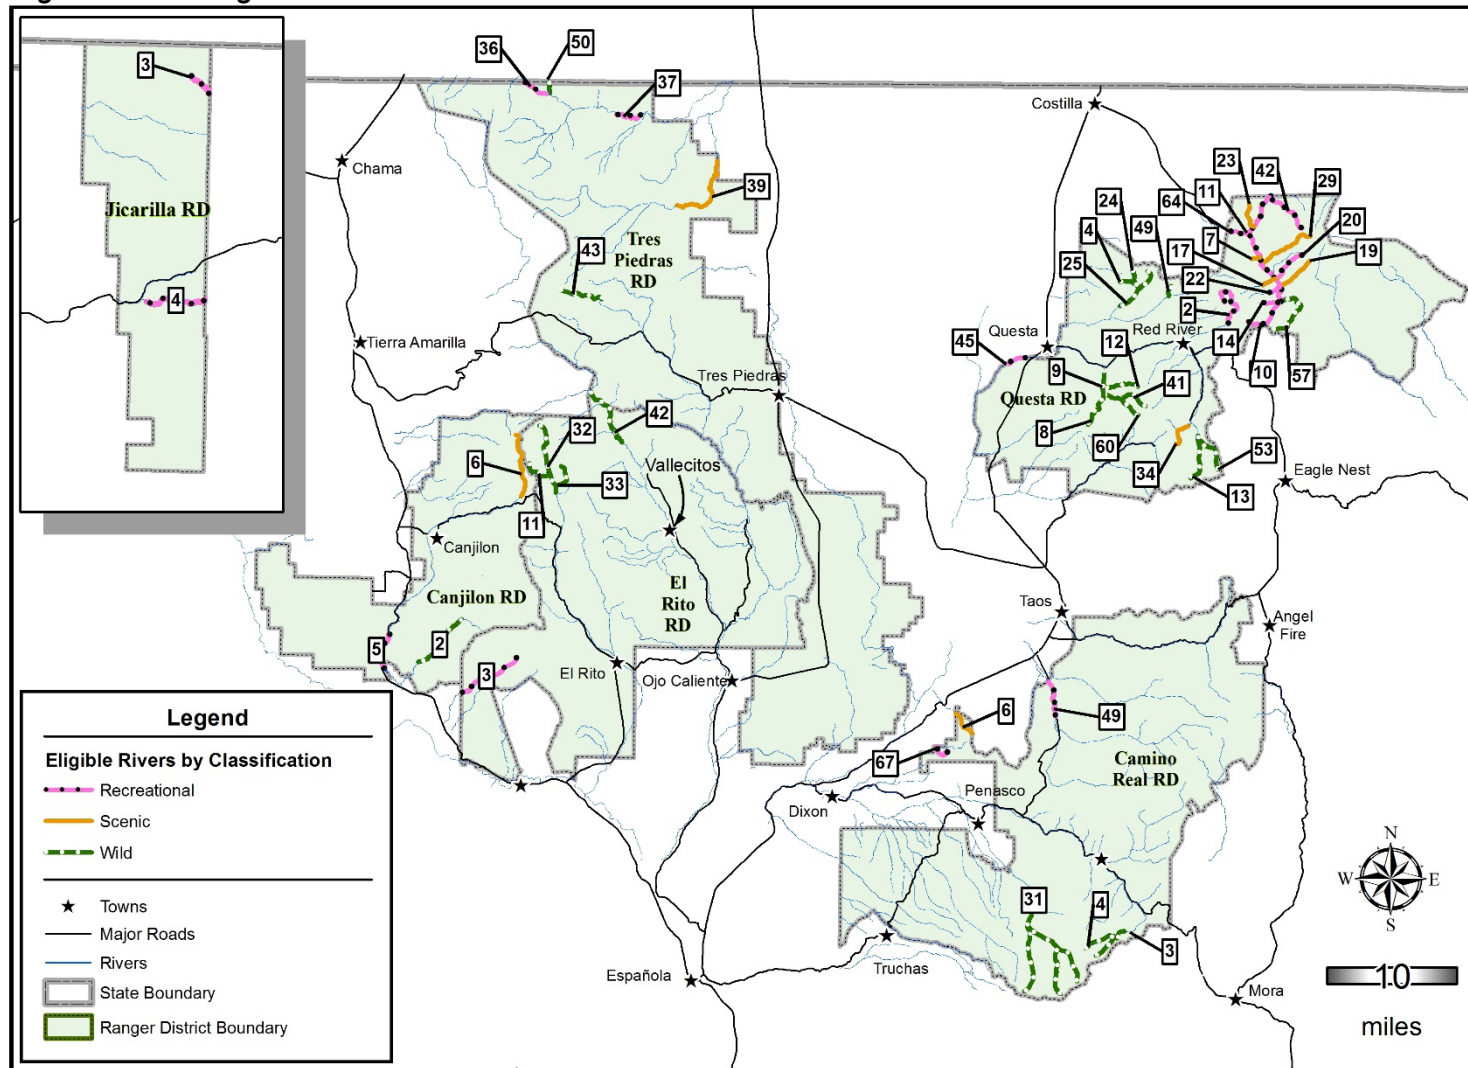 3
Jicarilla RD
4
36
50
37
Costilla
Chama
39
23
42
29
11
64
20
24
7
4
49
17
19
43
Tres
Piedras
RD
25
22
2
Questa
Red River
14
Tierra Amarilla
45
12
10
57
9
41
Tres Piedras
Questa RD
42
32
8
60
6
Vallecitos
34
53
33
Eagle Nest
13
11
Canjilon
Canjilon RD
El
Rito
RD
Taos
Angel
Fire
5
2
3
El Rito
Ojo Caliente
6
49
67
Camino
Real RD
Penasco
Dixon
31
4
3
Truchas
Española
Mora
Legend
Eligible Rivers by Classification
Recreational
Scenic
Wild
Towns
Major Roads
Rivers
State Boundary
Ranger District Boundary
N
W
E
S
10
miles